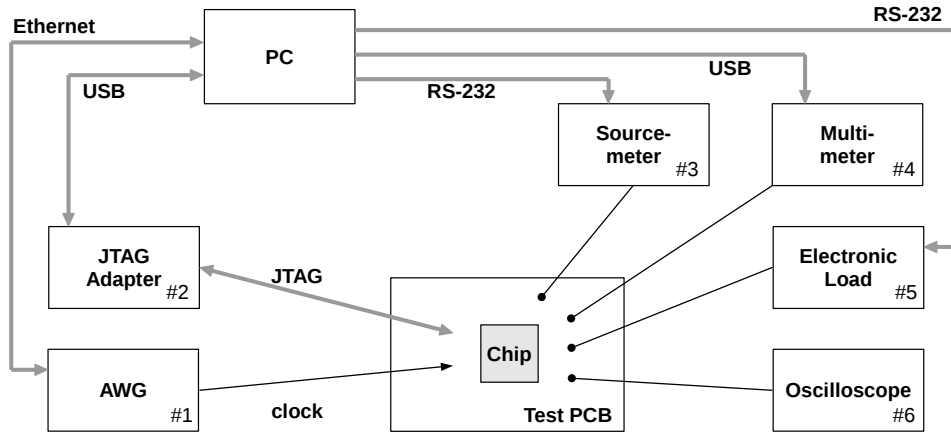 Ethernet
RS-232
PC
USB
USB
RS-232
Source-
meter
#3
Multi-
meter
#4
JTAG
Adapter
#2
JTAG
Electronic
Load
#5
Chip
AWG
#1
clock
Test PCB
Oscilloscope
#6